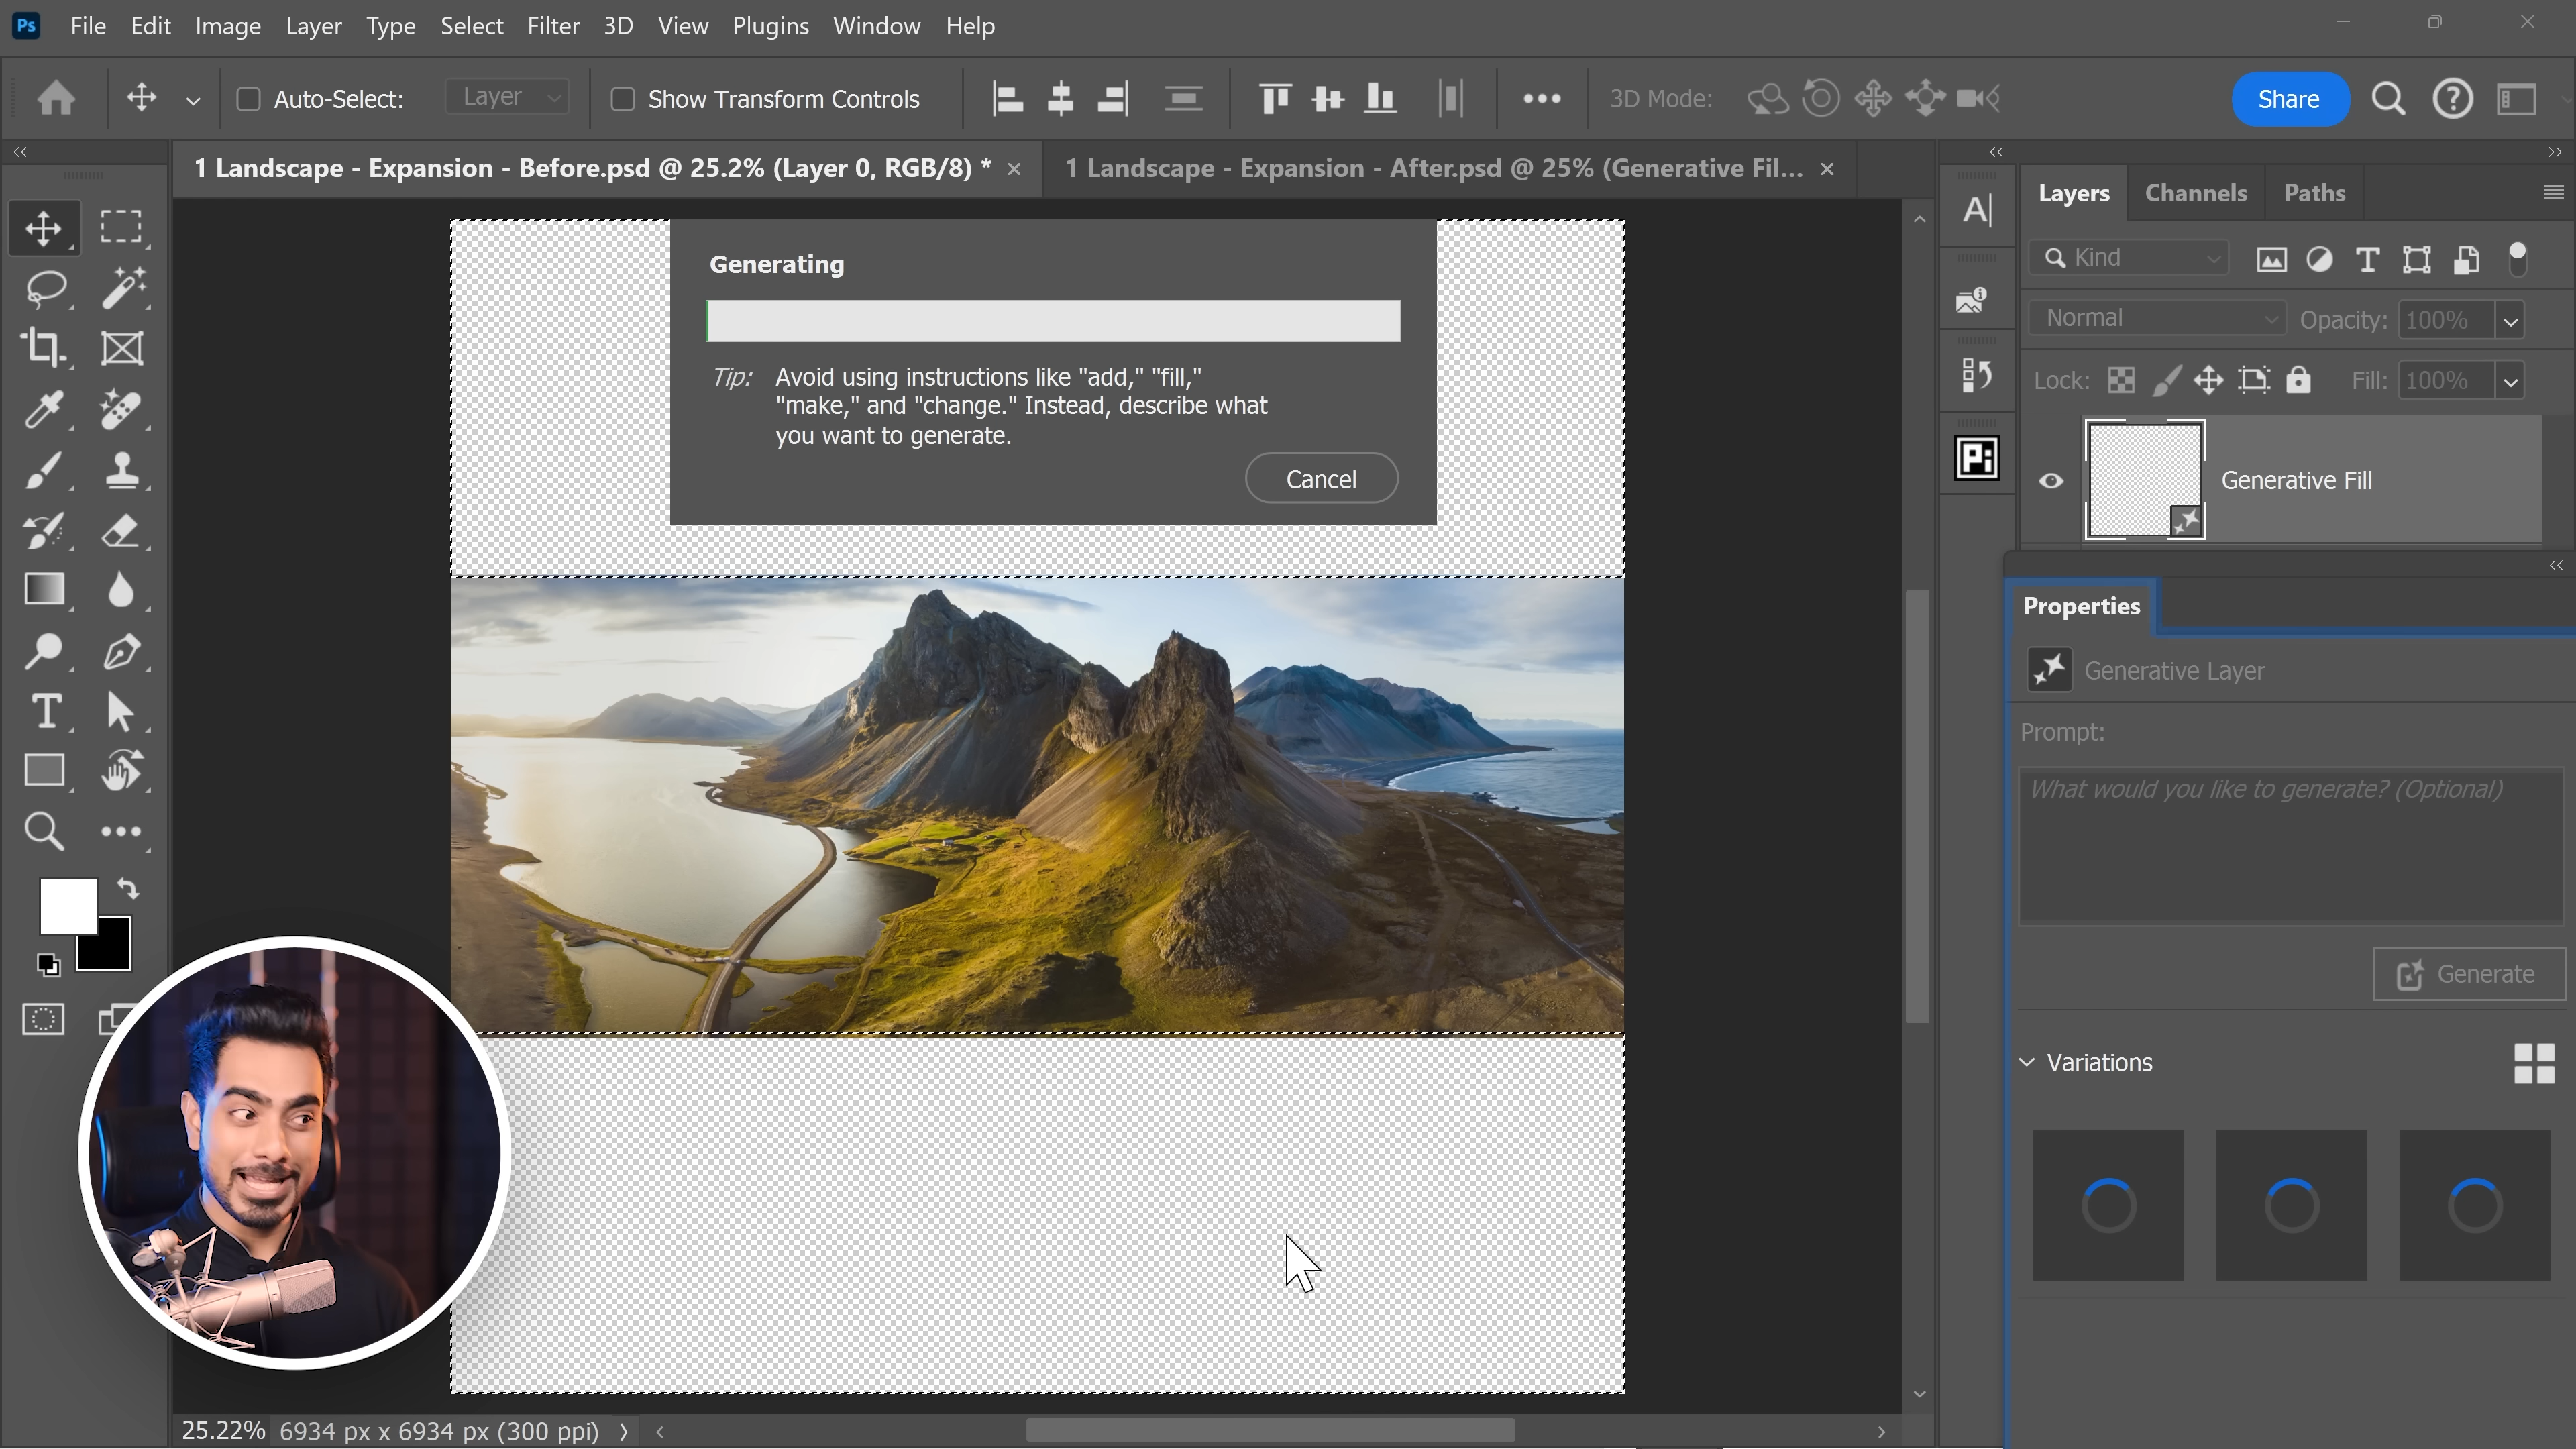 Ps File Edit Image Layer Type Select Filter 3D View Plugins Window Help
Auto-Select: Layer Show Transform Controls 3D Mode: Share
1 Landscape - Expansion - Before.psd @ 25.2% (Layer 0, RGB/8) * 1 Landscape - Expansion - After.psd @ 25% (Generative Fil...
Generating
Tip: Avoid using instructions like "add," "fill,"
"make," and "change." Instead, describe what
you want to generate.
Cancel
A
Pi
Layers Channels Paths
Kind
Normal Opacity: 100%
Lock: Fill: 100%
Generative Fill
Properties
Generative Layer
Prompt:
What would you like to generate? (Optional)
Generate
Variations
25.22% 6934 px x 6934 px (300 ppi)